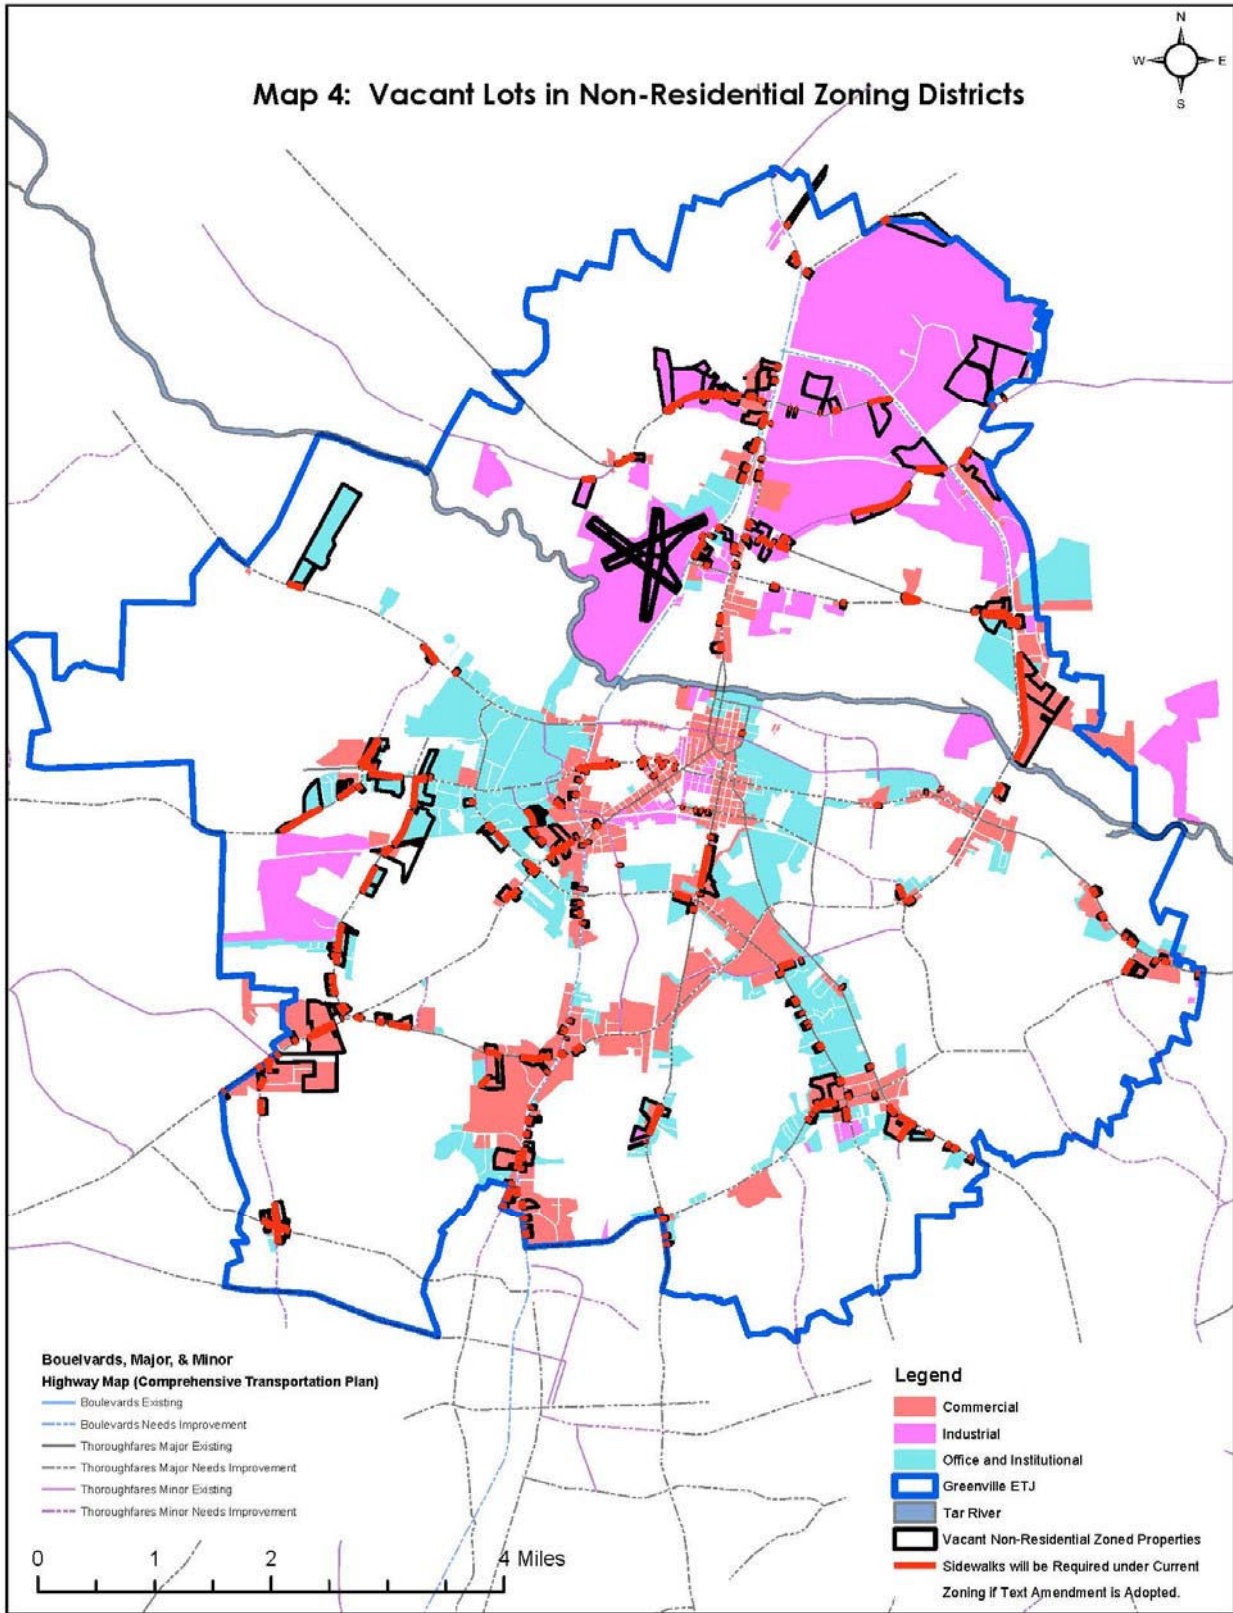 N
W E
S
Map 4: Vacant Lots in Non-Residential Zoning Districts
Bouelvards, Major, & Minor
Highway Map (Comprehensive Transportation Plan)
Boulevards Existing
Boulevards Needs Improvement
Thoroughfares Major Existing
Thoroughfares Major Needs Improvement
Thoroughfares Minor Existing
Thoroughfares Minor Needs Improvement
0 1 2 4 Miles
Legend
Commercial
Industrial
Office and Institutional
Greenville ETJ
Tar River
Vacant Non-Residential Zoned Properties
Sidewalks will be Required under Current
Zoning if Text Amendment is Adopted.